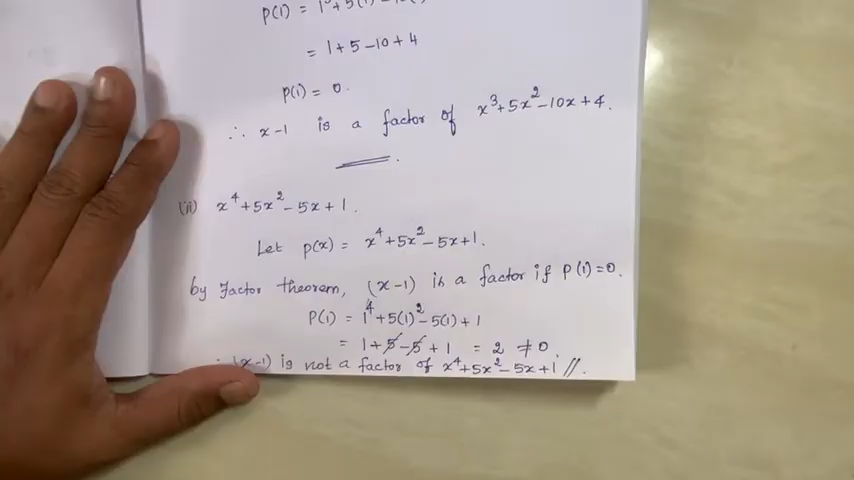 = 1+5-10+4
P(1) = 0.
∴ x-1 is a factor of x³+5x²-10x+4.
(ii) x⁴+5x²-5x+1.
Let p(x) = x⁴+5x²-5x+1.
by Factor theorem, (x-1) is a factor if P(1)=0.
P(1) = 1⁴+5(1)²-5(1)+1
= 1+5-5+1 = 2 ≠0.
(x-1) is not a factor of x⁴+5x²-5x+1 //.